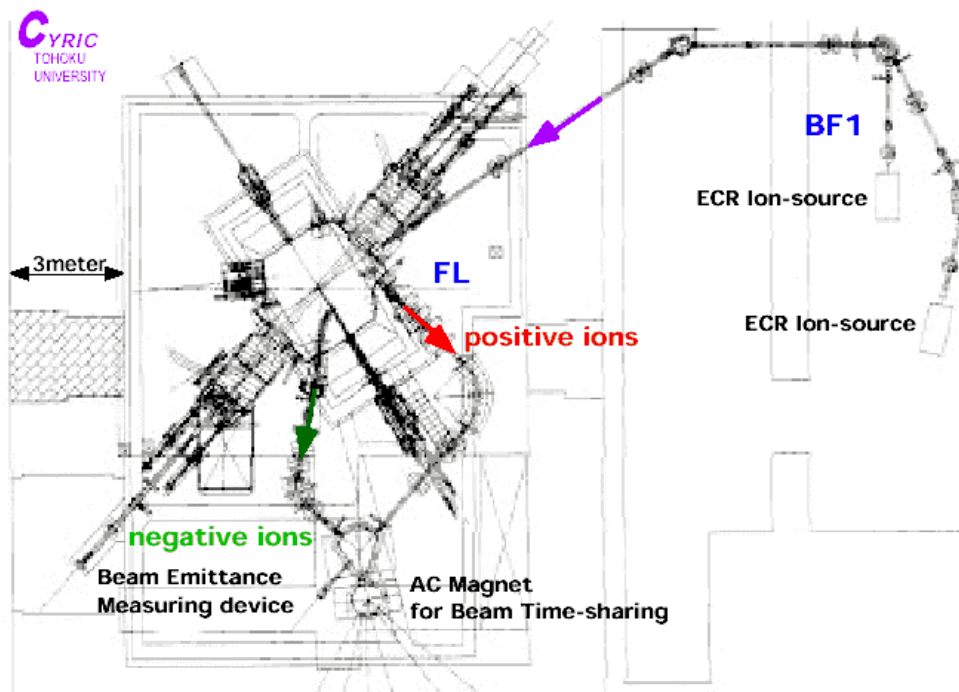 CYRIC
TOHOKU
UNIVERSITY
BF1
ECR Ion-source
3meter
FL
ECR Ion-source
positive ions
negative ions
Beam Emittance
Measuring device
AC Magnet
for Beam Time-sharing